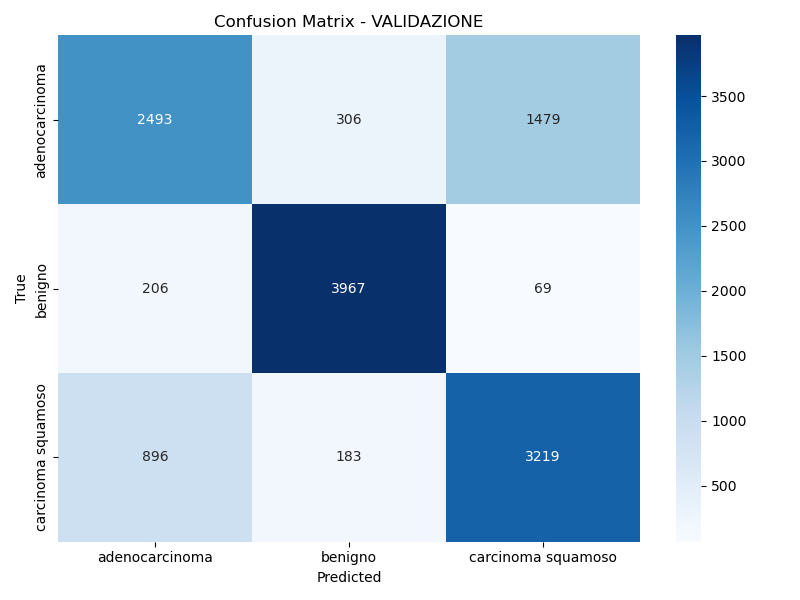 Confusion Matrix - VALIDAZIONE
adenocarcinoma
2493
306
1479
True
benigno
206
3967
69
carcinoma squamoso
896
183
3219
adenocarcinoma
benigno
carcinoma squamoso
Predicted
3500
3000
2500
2000
1500
1000
500